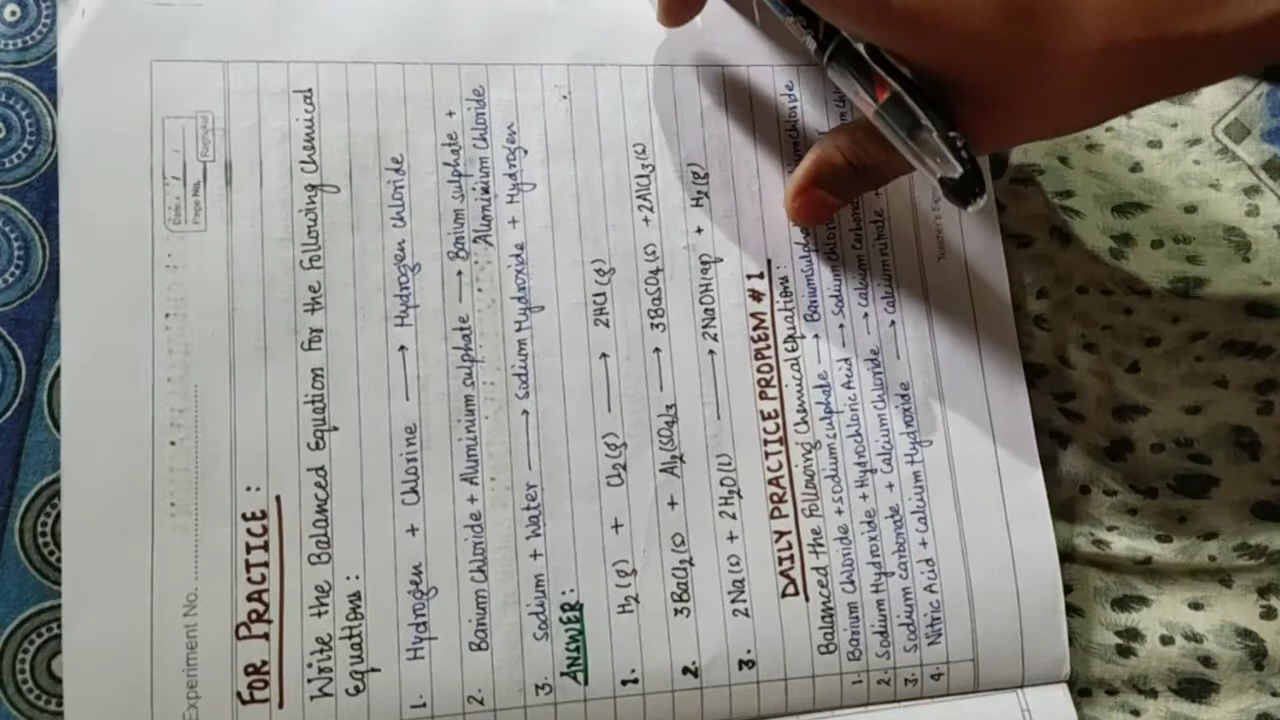 Experiment No.
Date: / /
Page No.
FOR PRACTICE :
Write the Balanced Equation For the Following Chemical
Equations :
1. Hydrogen + Chlorine ⟶ Hydrogen Chloride
2. Barium Chloride + Aluminium sulphate ⟶ Barium sulphate +
Aluminium Chloride
3. Sodium + Water ⟶ Sodium Hydroxide + Hydrogen
ANSWER :
1. H₂(g) + Cl₂(g) ⟶ 2HCl(g)
2. 3BaCl₂(s) + Al₂(SO₄)₃ ⟶ 3BaSO₄(s) + 2AlCl₃(s)
3. 2Na(s) + 2H₂O(l) ⟶ 2NaOH(aq) + H₂(g)
DAILY PRACTICE PROPLEM # 1
Balanced the Following Chemical Equations :
1. Barium Chloride + sodium sulphate ⟶ Barium
2. Sodium Hydroxide + Hydrochloric Acid ⟶ Sodium
3. Sodium carbonate + Calcium Chloride ⟶ calcium
4. Nitric Acid + Calcium Hydroxide ⟶ calcium nitrate +
Teacher's